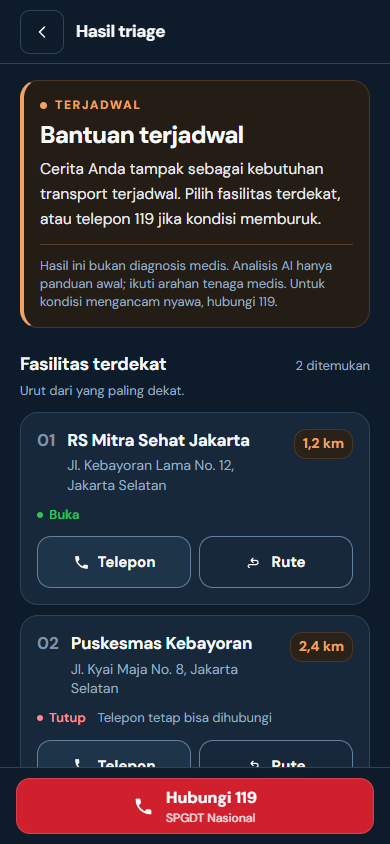 Hasil triage
TERJADWAL
Bantuan terjadwal
Cerita Anda tampak sebagai kebutuhan
transport terjadwal. Pilih fasilitas terdekat,
atau telepon 119 jika kondisi memburuk.
Hasil ini bukan diagnosis medis. Analisis AI hanya
panduan awal; ikuti arahan tenaga medis. Untuk
kondisi mengancam nyawa, hubungi 119.
Fasilitas terdekat
2 ditemukan
Urut dari yang paling dekat.
01 RS Mitra Sehat Jakarta 1,2 km
Jl. Kebayoran Lama No. 12,
Jakarta Selatan
Buka
Telepon Rute
02 Puskesmas Kebayoran 2,4 km
Jl. Kyai Maja No. 8, Jakarta
Selatan
Tutup Telepon tetap bisa dihubungi
Telepon Rute
Hubungi 119
SPGDT Nasional